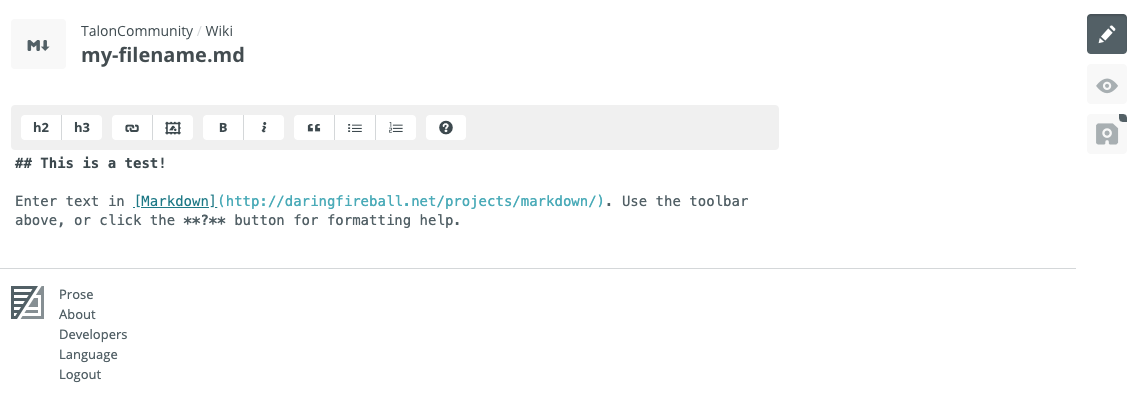 M↓
TalonCommunity / Wiki
my-filename.md
h2 h3 B i ?
## This is a test!
Enter text in [Markdown](http://daringfireball.net/projects/markdown/). Use the toolbar
above, or click the **?** button for formatting help.
Prose
About
Developers
Language
Logout